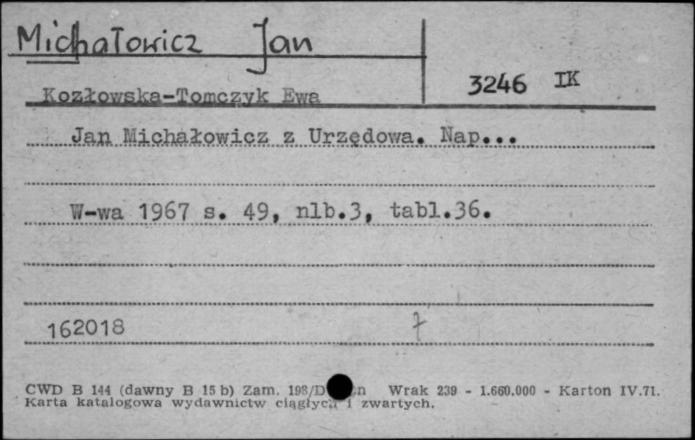 Michałowicz Jan
3246 IK
Kozłowska-Tomczyk Ewa
Jan Michałowicz z Urzędowa. Nap...
W-wa 1967 s. 49, nlb.3, tabl.36.
162018
CWD B 144 (dawny B 15 b) Zam. Wrak 239 - 1.660.000 - Karton IV.71.
Karta katalogowa wydawnictw ciągłych i zwartych.